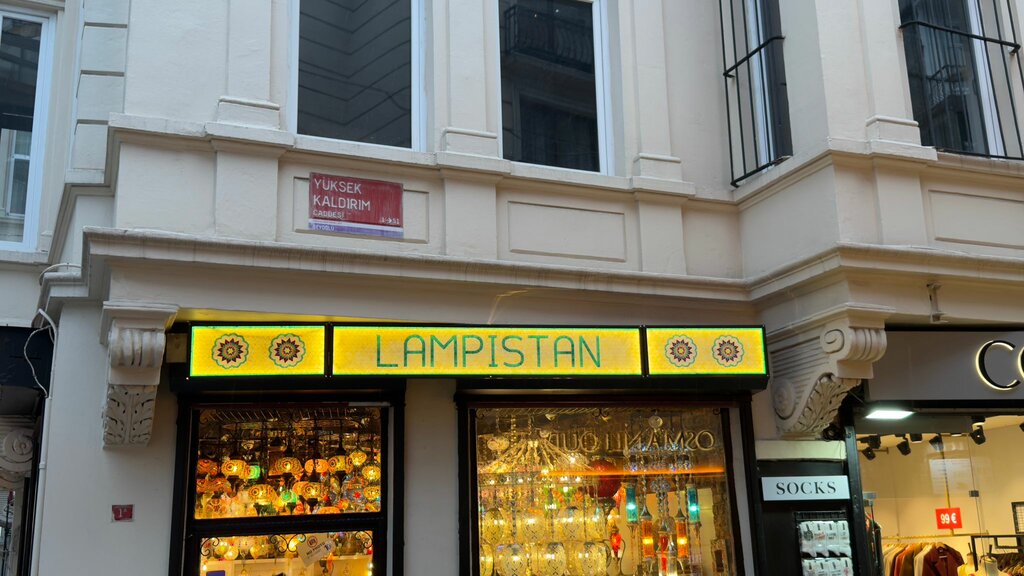 YÜKSEK
KALDIRIM
CADDESİ
BEYOĞLU
LAMPISTAN
SOCKS
99 €